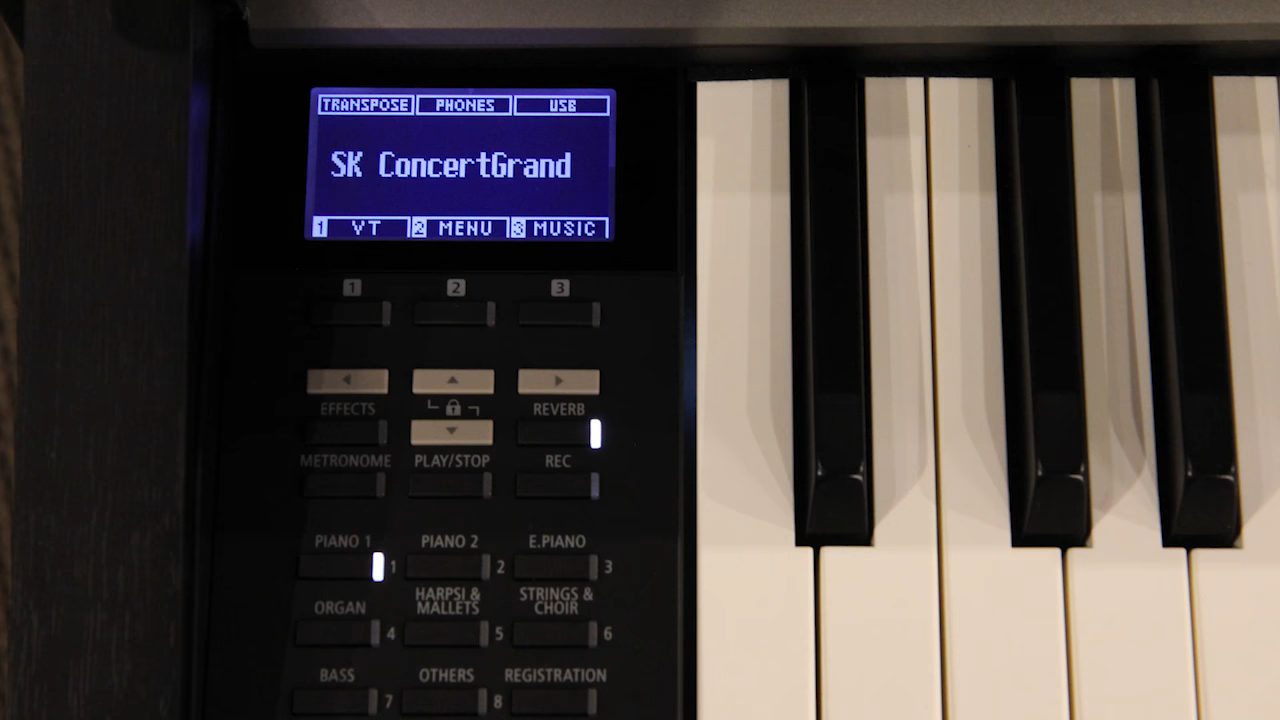 TRANSPOSE PHONES USB
SK ConcertGrand
1 VT 2 MENU 3 MUSIC
1 2 3
EFFECTS REVERB
METRONOME PLAY/STOP REC
PIANO 1 PIANO 2 E.PIANO
1 2 3
ORGAN HARPSI & MALLETS STRINGS & CHOIR
4 5 6
BASS OTHERS REGISTRATION
7 8